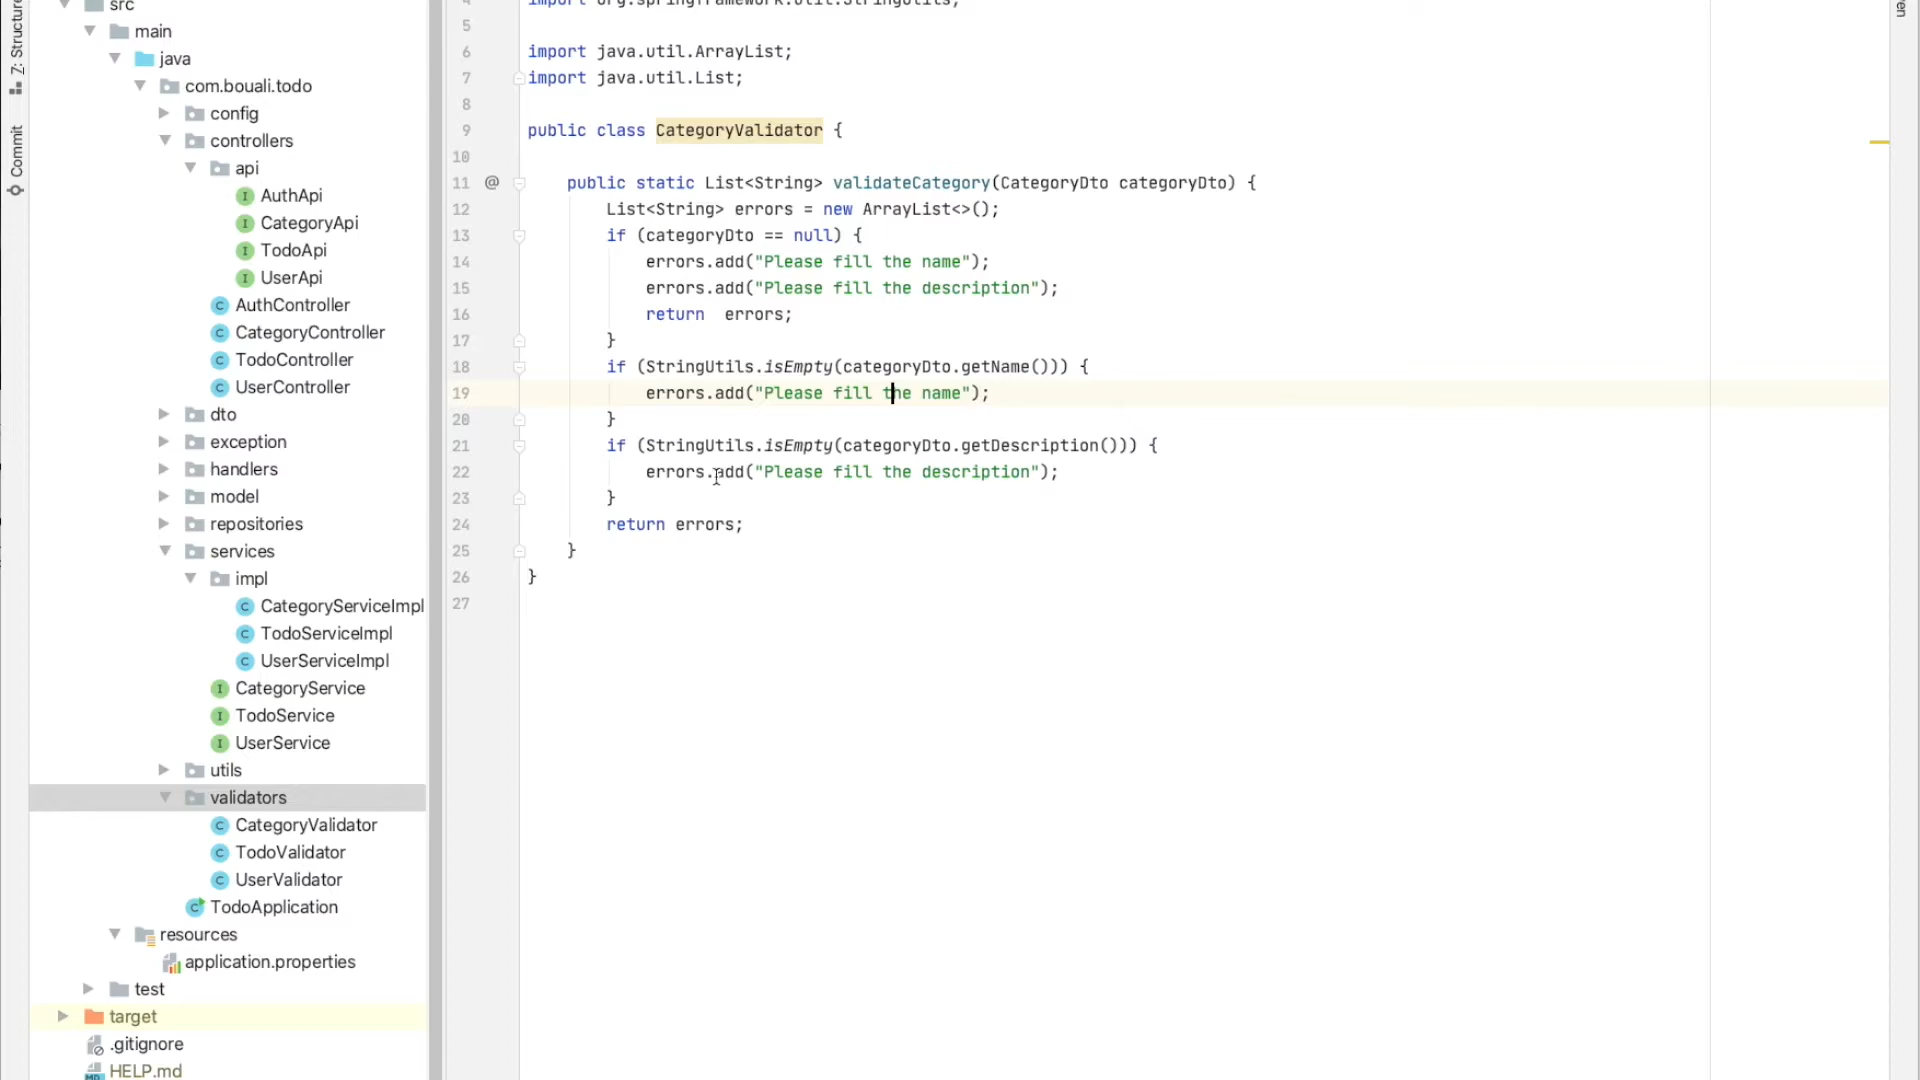 Z: Structure
Commit
src
main
java
com.bouali.todo
config
controllers
api
AuthApi
CategoryApi
TodoApi
UserApi
AuthController
CategoryController
TodoController
UserController
dto
exception
handlers
model
repositories
services
impl
CategoryServiceImpl
TodoServiceImpl
UserServiceImpl
CategoryService
TodoService
UserService
utils
validators
CategoryValidator
TodoValidator
UserValidator
TodoApplication
resources
application.properties
test
target
.gitignore
HELP.md
4 import org.springframework.util.StringUtils;
5
6 import java.util.ArrayList;
7 import java.util.List;
8
9 public class CategoryValidator {
10
11 @ public static List<String> validateCategory(CategoryDto categoryDto) {
12 List<String> errors = new ArrayList<>();
13 if (categoryDto == null) {
14 errors.add("Please fill the name");
15 errors.add("Please fill the description");
16 return  errors;
17 }
18 if (StringUtils.isEmpty(categoryDto.getName())) {
19 errors.add("Please fill the name");
20 }
21 if (StringUtils.isEmpty(categoryDto.getDescription())) {
22 errors.add("Please fill the description");
23 }
24 return errors;
25 }
26 }
27